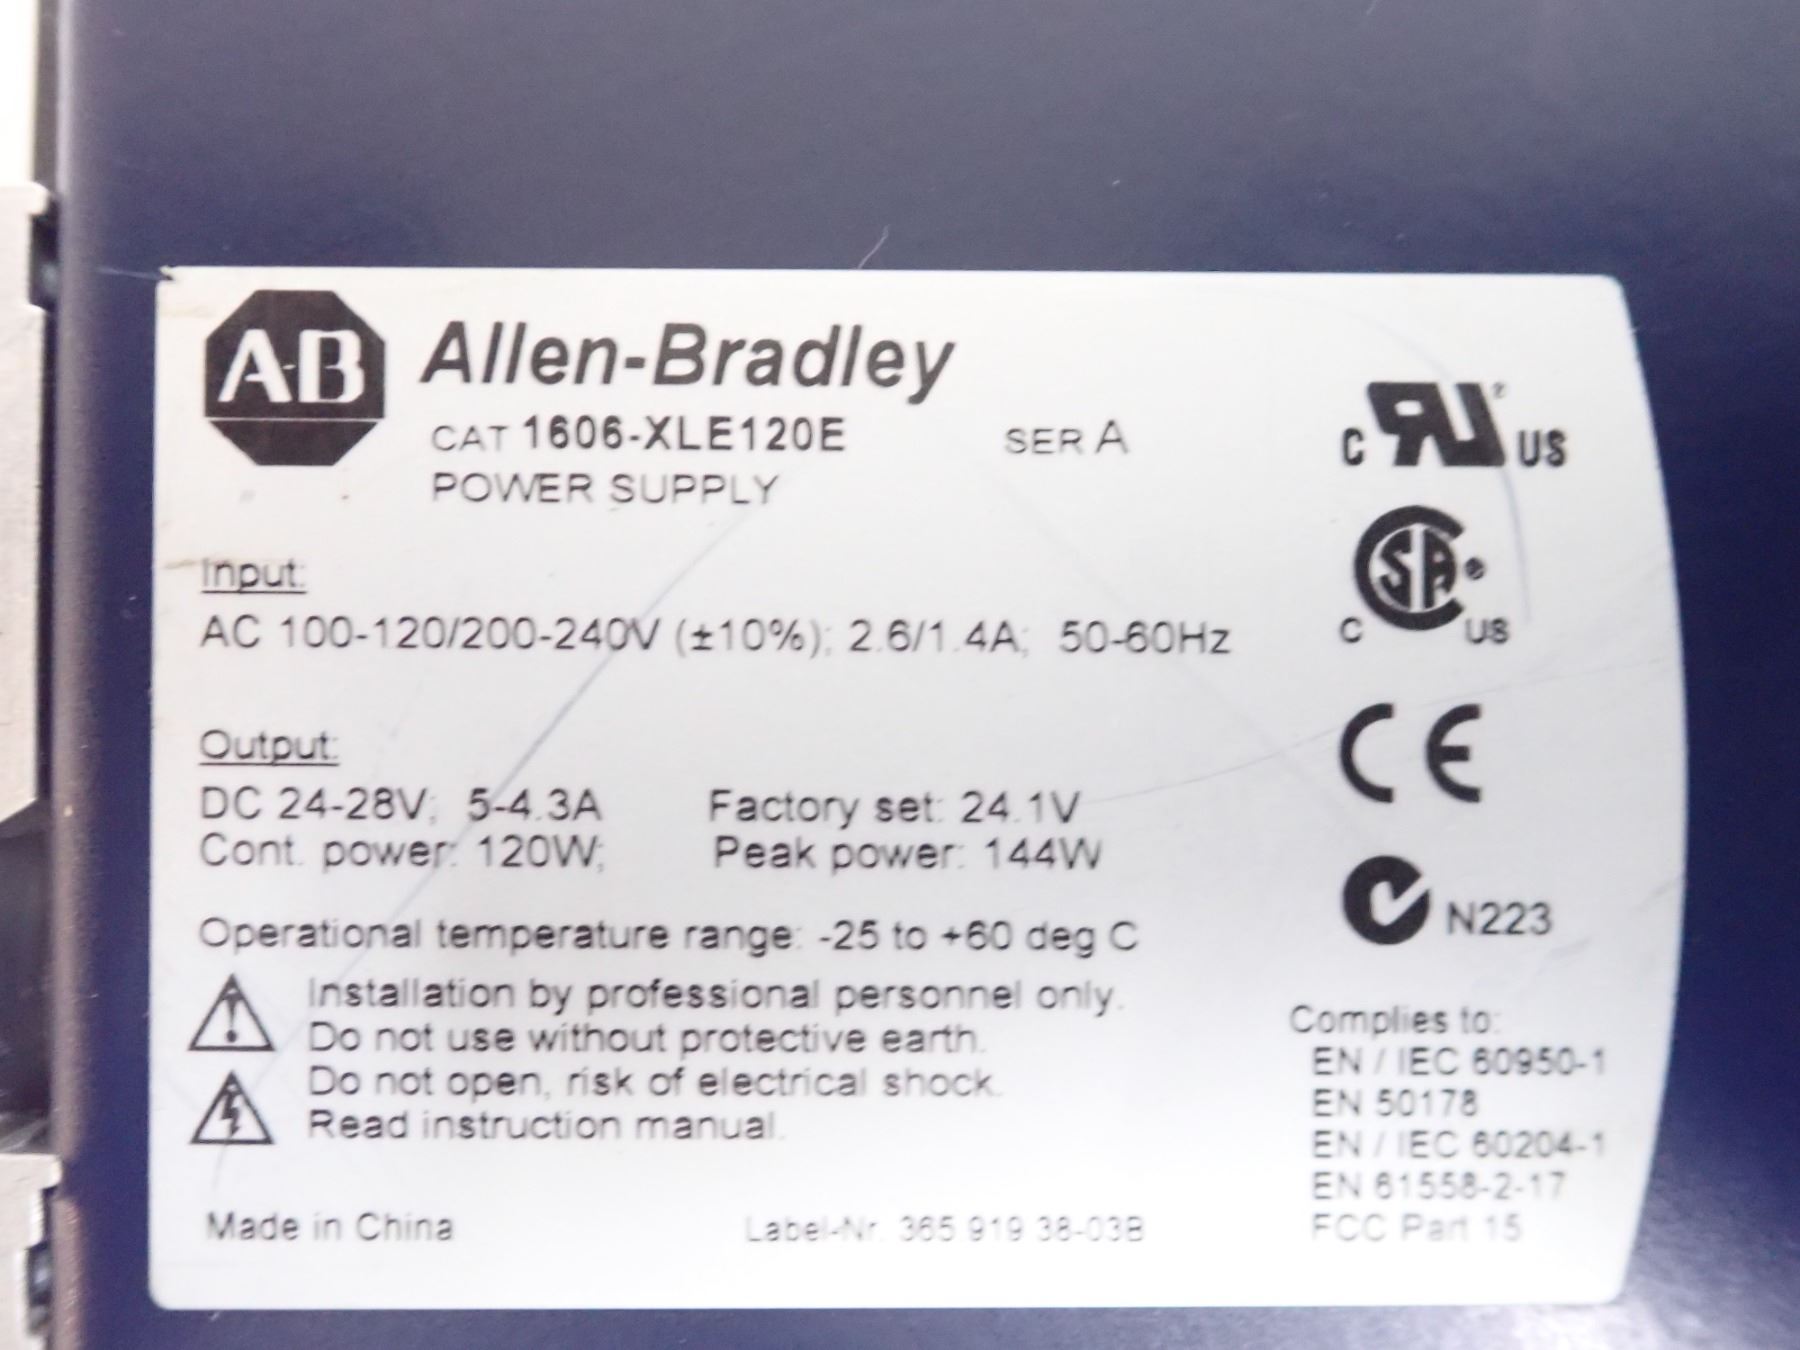 A-B Allen-Bradley
CAT 1606-XLE120E SER A
POWER SUPPLY
Input:
AC 100-120/200-240V (±10%); 2.6/1.4A; 50-60Hz
Output:
DC 24-28V; 5-4.3A Factory set: 24.1V
Cont. power: 120W; Peak power: 144W
Operational temperature range: -25 to +60 deg C
Installation by professional personnel only.
Do not use without protective earth.
Do not open, risk of electrical shock.
Read instruction manual.
Made in China Label-Nr. 365 919 38-03B
C RU ® US
C SA ® US
CE
N223
Complies to:
EN / IEC 60950-1
EN 50178
EN / IEC 60204-1
EN 61558-2-17
FCC Part 15